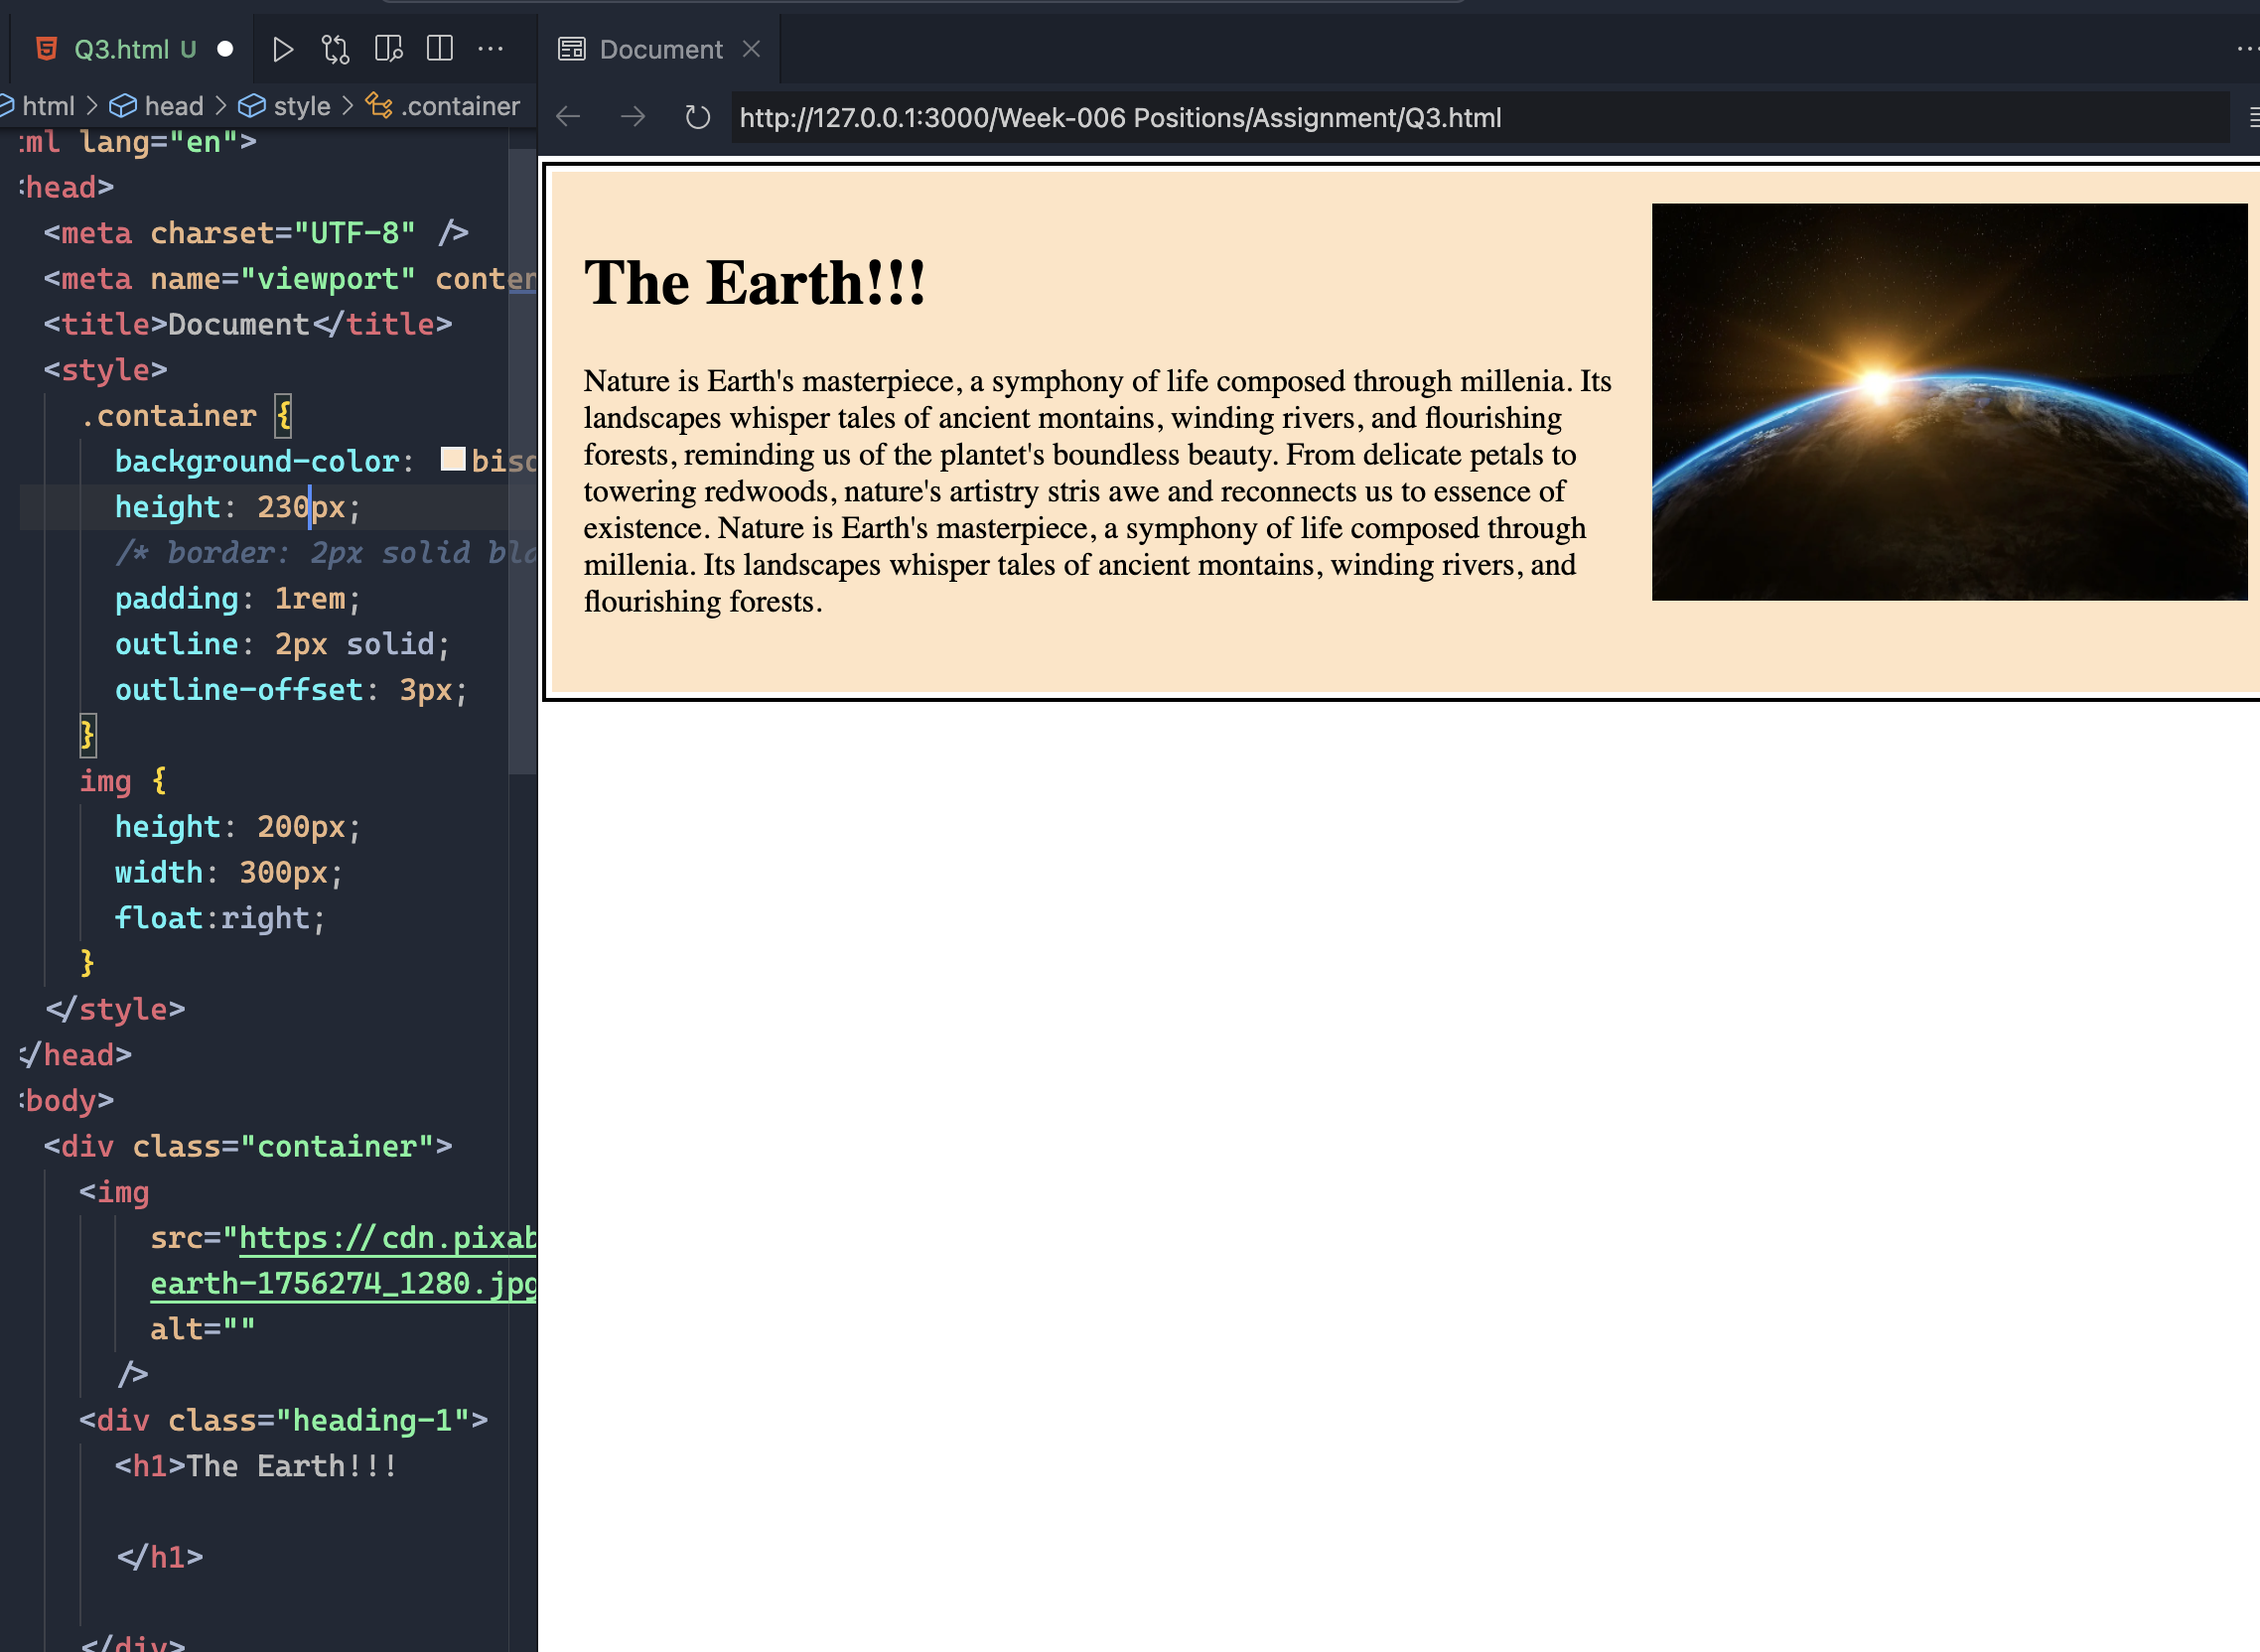 Q3.html U
Document
html > head > style > .container
http://127.0.0.1:3000/Week-006 Positions/Assignment/Q3.html
ml lang="en">
<head>
<meta charset="UTF-8" />
<meta name="viewport" conten
<title>Document</title>
<style>
.container {
background-color: bisc
height: 230px;
/* border: 2px solid bla
padding: 1rem;
outline: 2px solid;
outline-offset: 3px;
}
img {
height: 200px;
width: 300px;
float:right;
}
</style>
</head>
<body>
<div class="container">
<img
src="https://cdn.pixab
earth-1756274_1280.jpg
alt=""
/>
<div class="heading-1">
<h1>The Earth!!!
</h1>
</div>
The Earth!!!
Nature is Earth's masterpiece, a symphony of life composed through millenia. Its
landscapes whisper tales of ancient montains, winding rivers, and flourishing
forests, reminding us of the plantet's boundless beauty. From delicate petals to
towering redwoods, nature's artistry stris awe and reconnects us to essence of
existence. Nature is Earth's masterpiece, a symphony of life composed through
millenia. Its landscapes whisper tales of ancient montains, winding rivers, and
flourishing forests.